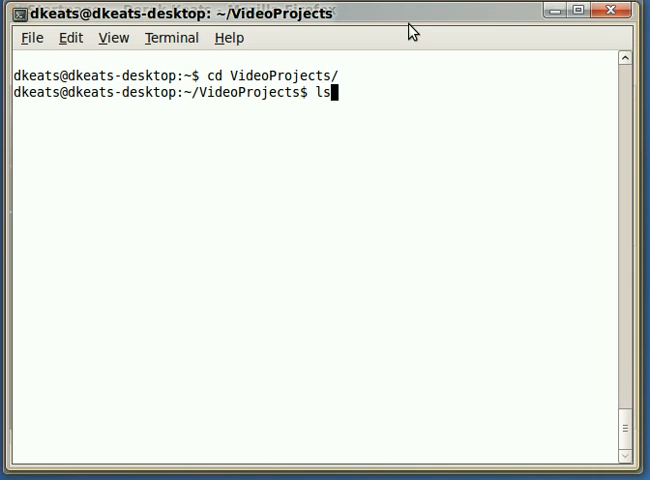 dkeats@dkeats-desktop: ~/VideoProjects
File Edit View Terminal Help
dkeats@dkeats-desktop:~$ cd VideoProjects/
dkeats@dkeats-desktop:~/VideoProjects$ ls